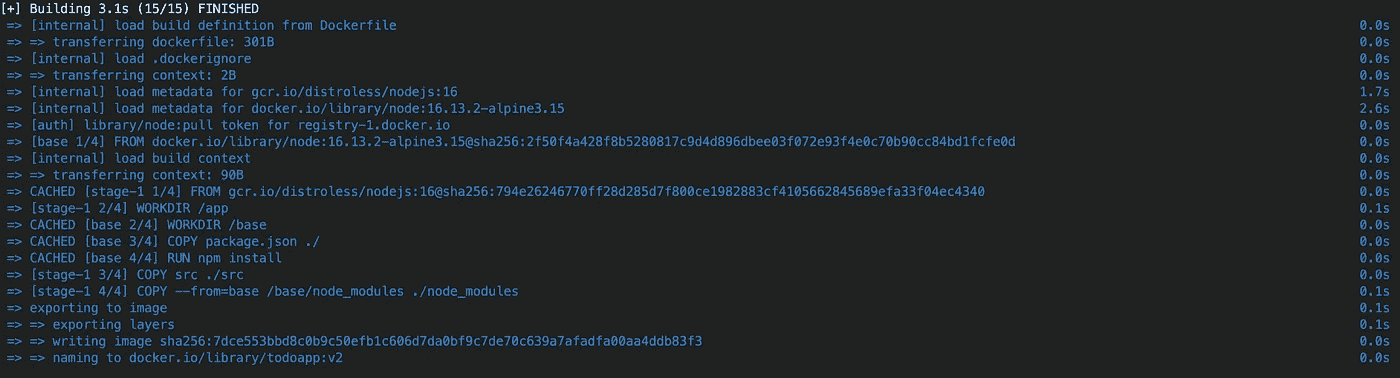 [+] Building 3.1s (15/15) FINISHED
=> [internal] load build definition from Dockerfile 0.0s
=> => transferring dockerfile: 301B 0.0s
=> [internal] load .dockerignore 0.0s
=> => transferring context: 2B 0.0s
=> [internal] load metadata for gcr.io/distroless/nodejs:16 1.7s
=> [internal] load metadata for docker.io/library/node:16.13.2-alpine3.15 2.6s
=> [auth] library/node:pull token for registry-1.docker.io 0.0s
=> [base 1/4] FROM docker.io/library/node:16.13.2-alpine3.15@sha256:2f50f4a428f8b5280817c9d4d896dbee03f072e93f4e0c70b90cc84bd1fcfe0d 0.0s
=> [internal] load build context 0.0s
=> => transferring context: 90B 0.0s
=> CACHED [stage-1 1/4] FROM gcr.io/distroless/nodejs:16@sha256:794e26246770ff28d285d7f800ce1982883cf4105662845689efa33f04ec4340 0.0s
=> [stage-1 2/4] WORKDIR /app 0.1s
=> CACHED [base 2/4] WORKDIR /base 0.0s
=> CACHED [base 3/4] COPY package.json ./ 0.0s
=> CACHED [base 4/4] RUN npm install 0.0s
=> [stage-1 3/4] COPY src ./src 0.0s
=> [stage-1 4/4] COPY --from=base /base/node_modules ./node_modules 0.1s
=> exporting to image 0.1s
=> => exporting layers 0.1s
=> => writing image sha256:7dce553bbd8c0b9c50efb1c606d7da0bf9c7de70c639a7afadfa00aa4ddb83f3 0.0s
=> => naming to docker.io/library/todoapp:v2 0.0s